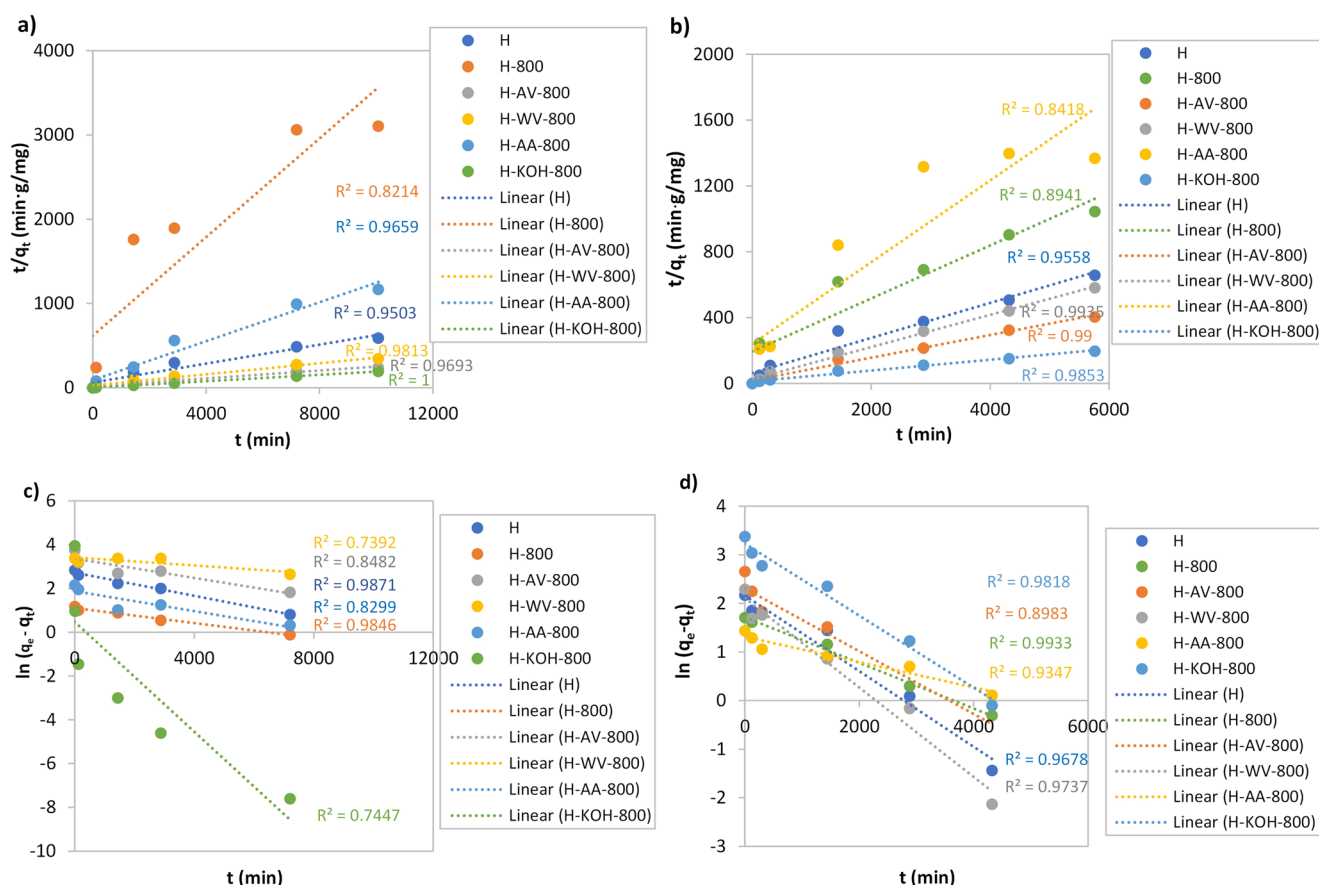 a)
4000
3000
2000
1000
0
0
2000
4000
6000
8000
10000
12000
t/qt (min·g/mg)
t (min)
R² = 0.8214
R² = 0.9659
R² = 0.9503
R² = 0.9813
R² = 0.9693
R² = 1
H
H-800
H-AV-800
H-WV-800
H-AA-800
H-KOH-800
Linear (H)
Linear (H-800)
Linear (H-AV-800)
Linear (H-WV-800)
Linear (H-AA-800)
Linear (H-KOH-800)
b)
2000
1600
1200
800
400
0
0
2000
4000
6000
t/qt (min·g/mg)
t (min)
R² = 0.8418
R² = 0.8941
R² = 0.9558
R² = 0.9935
R² = 0.99
R² = 0.9853
H
H-800
H-AV-800
H-WV-800
H-AA-800
H-KOH-800
Linear (H)
Linear (H-800)
Linear (H-AV-800)
Linear (H-WV-800)
Linear (H-AA-800)
Linear (H-KOH-800)
c)
6
4
2
0
-2
-4
-6
-8
-10
0
4000
8000
12000
ln (qe - qt)
t (min)
R² = 0.7392
R² = 0.8482
R² = 0.9871
R² = 0.8299
R² = 0.9846
R² = 0.7447
H
H-800
H-AV-800
H-WV-800
H-AA-800
H-KOH-800
Linear (H)
Linear (H-800)
Linear (H-AV-800)
Linear (H-WV-800)
Linear (H-AA-800)
Linear (H-KOH-800)
d)
4
3
2
1
0
-1
-2
-3
0
2000
4000
6000
ln (qe-qt)
t (min)
R² = 0.9818
R² = 0.8983
R² = 0.9933
R² = 0.9347
R² = 0.9678
R² = 0.9737
H
H-800
H-AV-800
H-WV-800
H-AA-800
H-KOH-800
Linear (H)
Linear (H-800)
Linear (H-AV-800)
Linear (H-WV-800)
Linear (H-AA-800)
Linear (H-KOH-800)